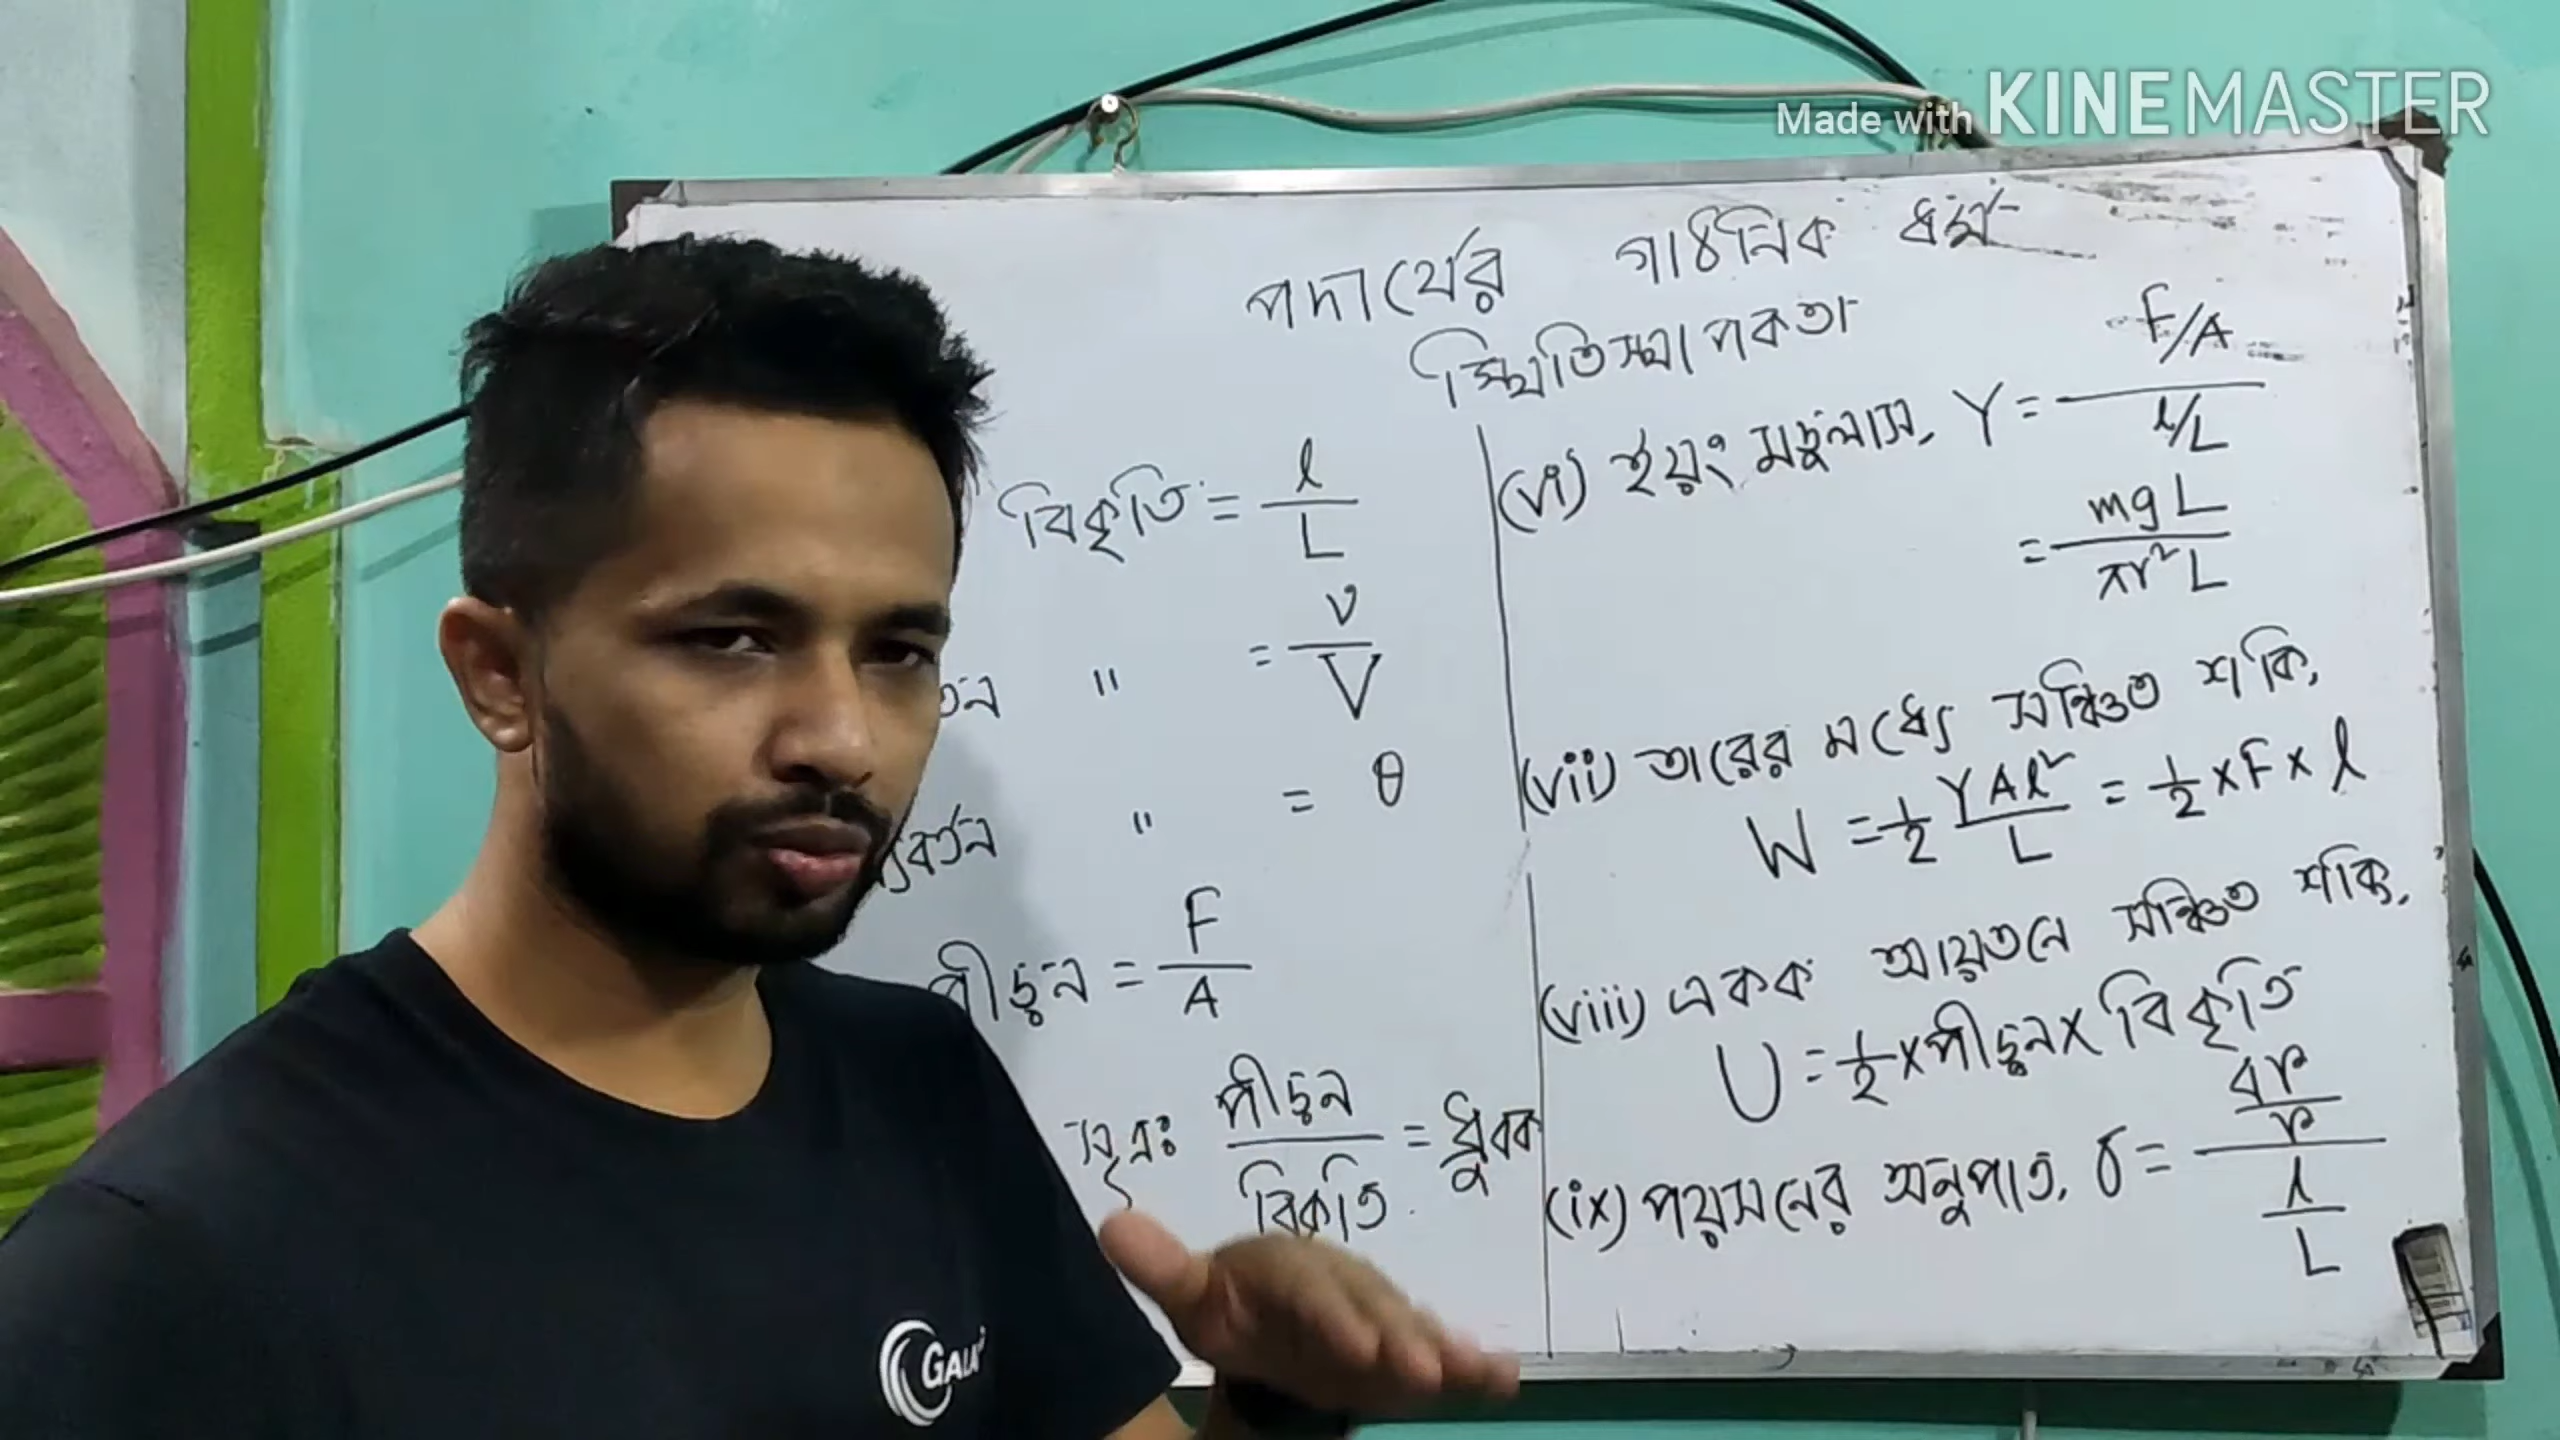 Made with KINEMASTER
পদার্থের গাঠনিক ধর্ম
স্থিতিস্থাপকতা
বিকৃতি = l/L
" = v/V
" = θ
পীড়ন = F/A
সূত্রঃ পীড়ন/বিকৃতি = ধ্রুবক
(vi) ইয়ং মডুলাস, Y = F/A / l/L
= mgL/πr²L
(vii) তারের মধ্যে সঞ্চিত শক্তি,
W = 1/2 YAl²/L = 1/2 × F × l
(viii) একক আয়তনে সঞ্চিত শক্তি,
U = 1/2 × পীড়ন × বিকৃতি
(ix) পয়সনের অনুপাত, σ = Δr/r / l/L